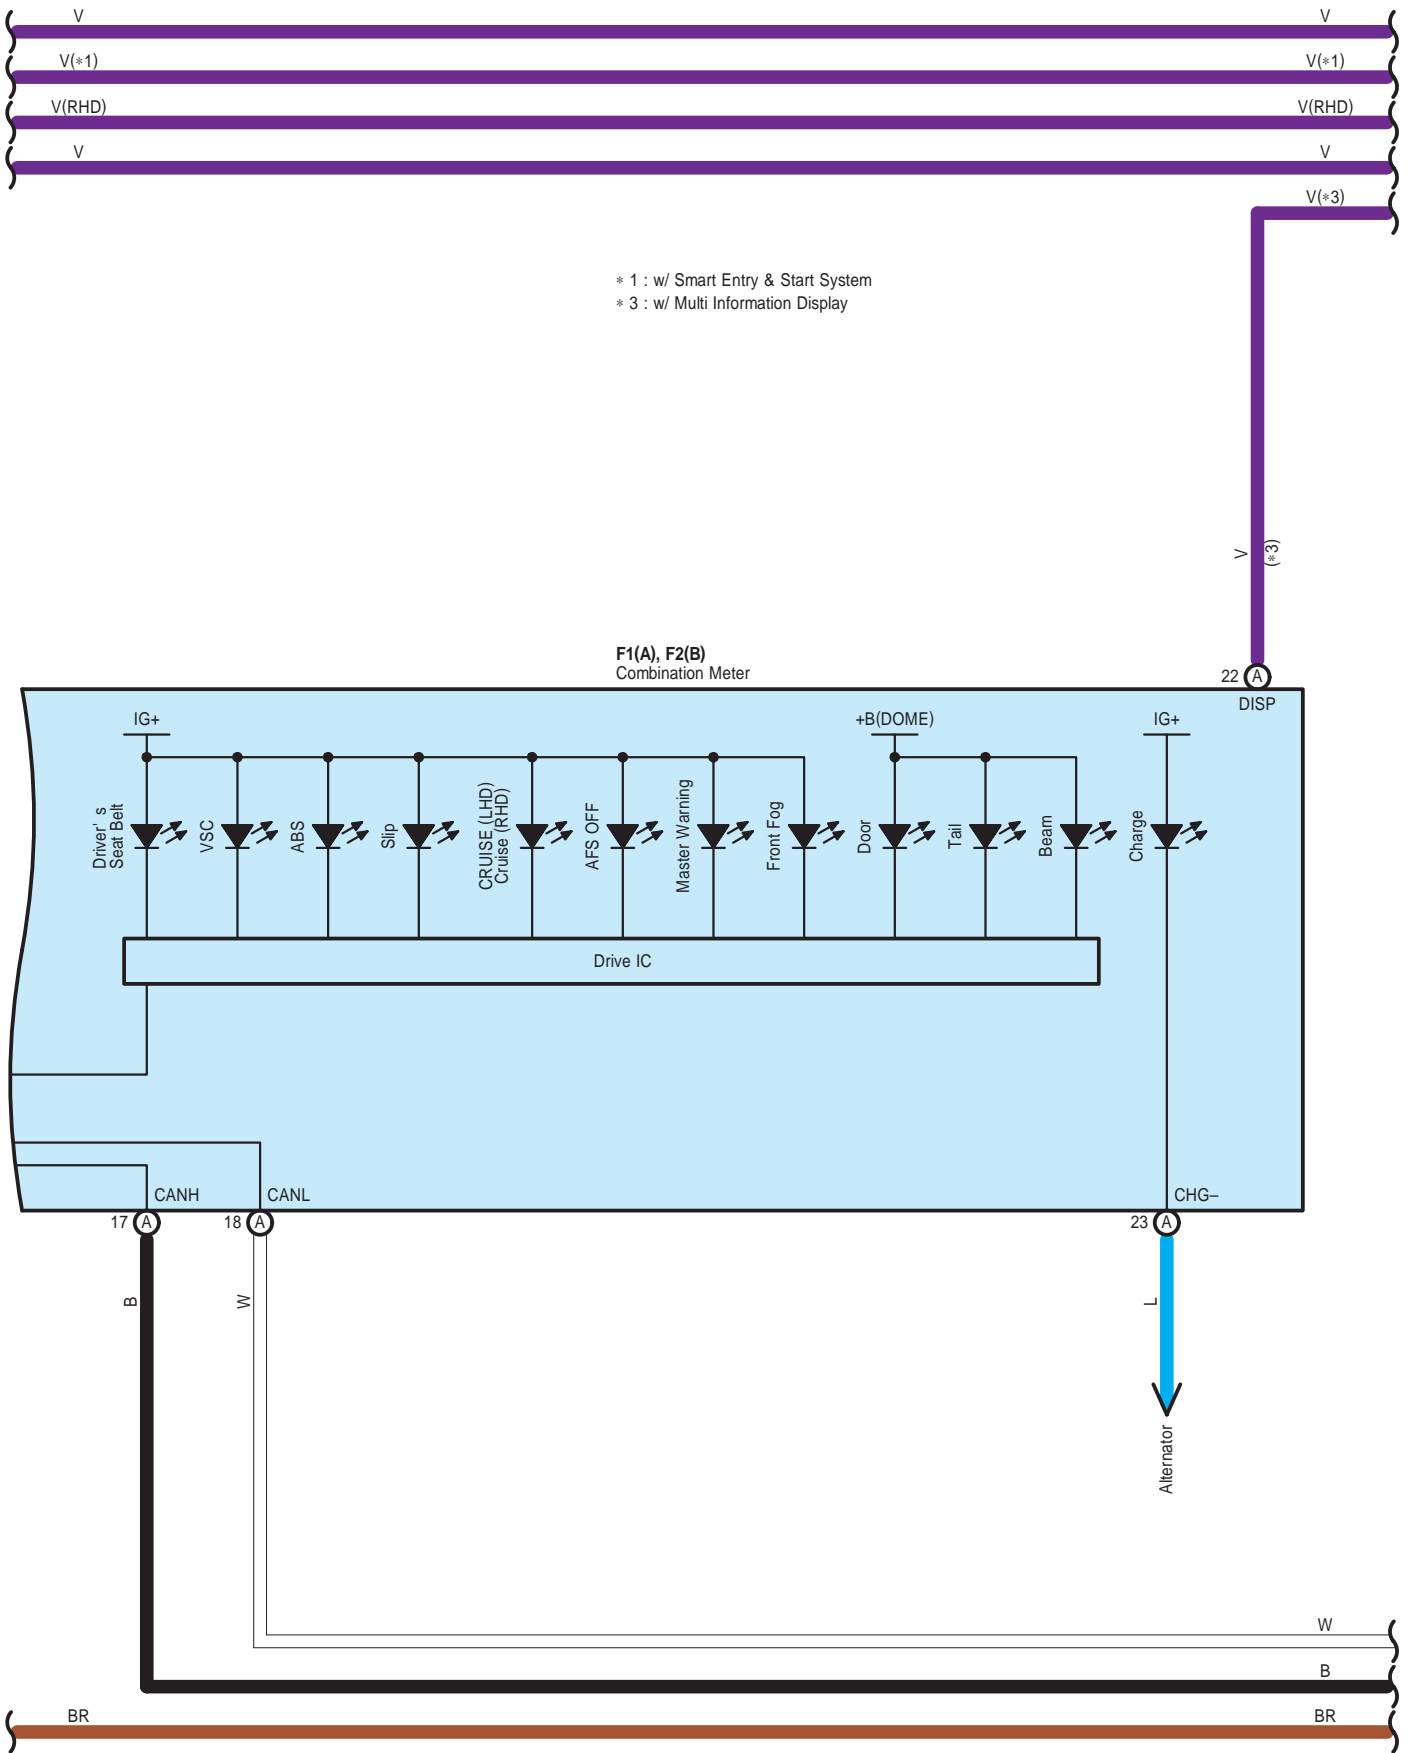 V V
V(∗1) V(∗1)
V(RHD) V(RHD)
V V
V(∗3)
∗ 1 : w/ Smart Entry & Start System
∗ 3 : w/ Multi Information Display
V
(∗3)
F1(A), F2(B)
Combination Meter
22 A
DISP
IG+ +B(DOME) IG+
Driver' s
Seat Belt
VSC
ABS
Slip
CRUISE (LHD)
Cruise (RHD)
AFS OFF
Master Warning
Front Fog
Door
Tail
Beam
Charge
Drive IC
CANH CANL CHG–
17 A 18 A 23 A
B
W
L
Alternator
W
B
BR BR